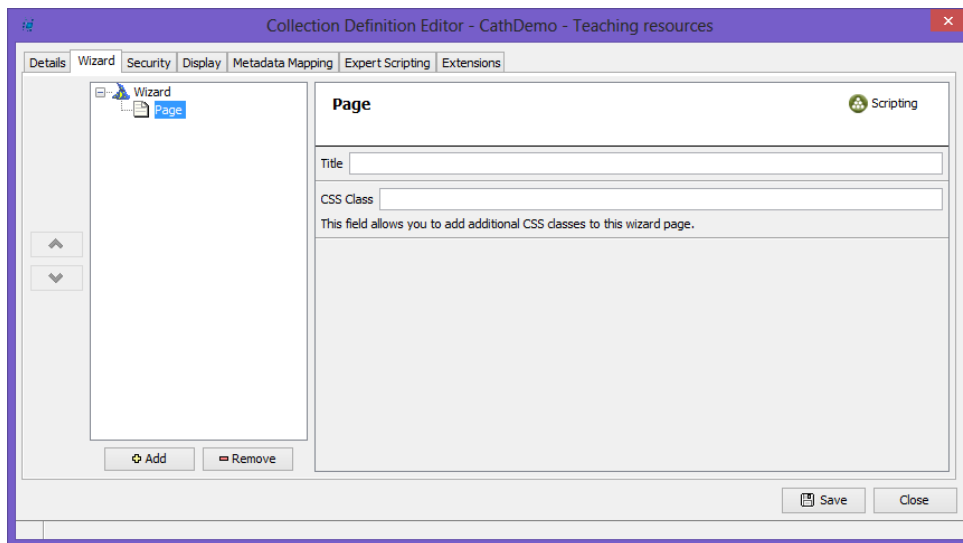 Collection Definition Editor - CathDemo - Teaching resources
Details Wizard Security Display Metadata Mapping Expert Scripting Extensions
Wizard
Page
Page
Scripting
Title
CSS Class
This field allows you to add additional CSS classes to this wizard page.
Add Remove
Save Close